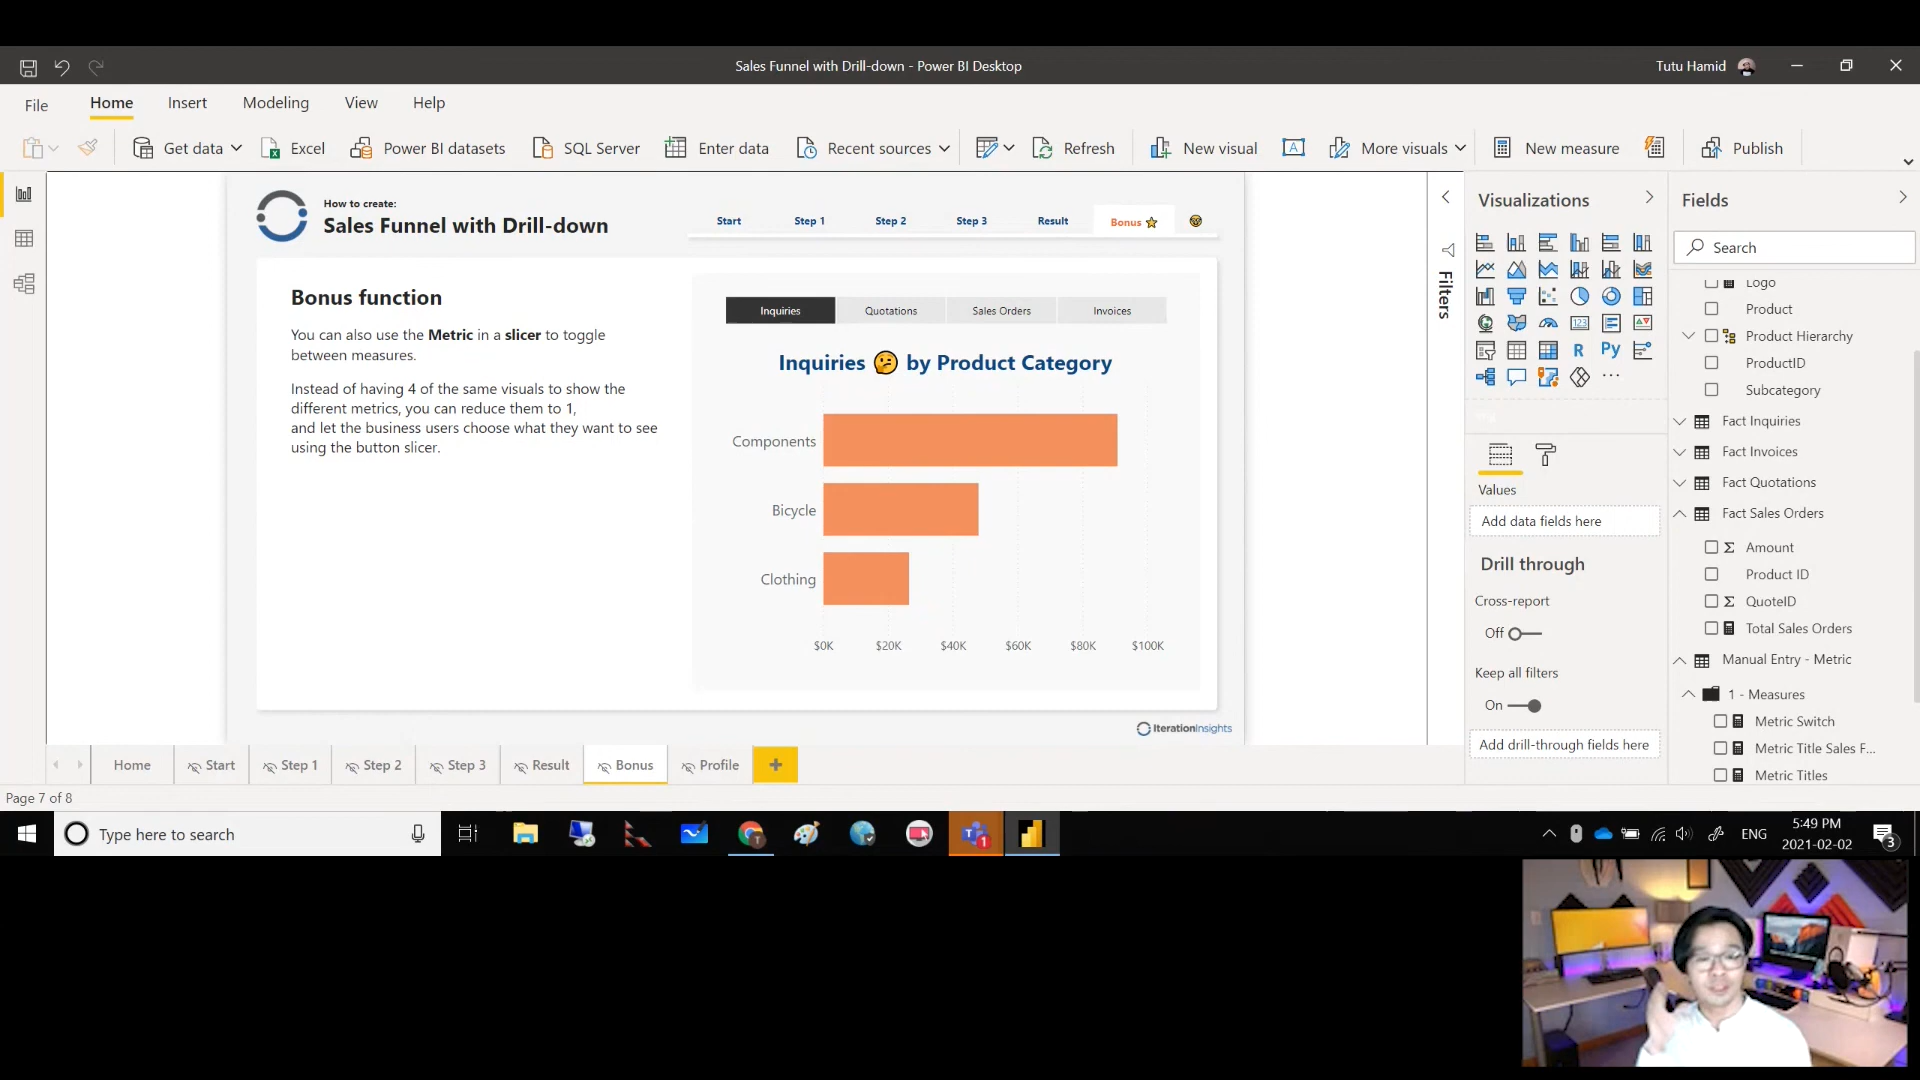 Sales Funnel with Drill-down - Power BI Desktop
Tutu Hamid
File
Home
Insert
Modeling
View
Help
Get data
Excel
Power BI datasets
SQL Server
Enter data
Recent sources
Refresh
New visual
More visuals
New measure
Publish
How to create:
Sales Funnel with Drill-down
Start
Step 1
Step 2
Step 3
Result
Bonus
Bonus function
You can also use the Metric in a slicer to toggle
between measures.
Instead of having 4 of the same visuals to show the
different metrics, you can reduce them to 1,
and let the business users choose what they want to see
using the button slicer.
Inquiries
Quotations
Sales Orders
Invoices
Inquiries 🤔 by Product Category
Components
Bicycle
Clothing
$0K
$20K
$40K
$60K
$80K
$100K
IterationInsights
Filters
Visualizations
R
Py
Values
Add data fields here
Drill through
Cross-report
Off
Keep all filters
On
Add drill-through fields here
Fields
Search
Logo
Product
Product Hierarchy
ProductID
Subcategory
Fact Inquiries
Fact Invoices
Fact Quotations
Fact Sales Orders
Amount
Product ID
QuoteID
Total Sales Orders
Manual Entry - Metric
1 - Measures
Metric Switch
Metric Title Sales F...
Metric Titles
Home
Start
Step 1
Step 2
Step 3
Result
Bonus
Profile
Page 7 of 8
Type here to search
ENG
5:49 PM
2021-02-02
3